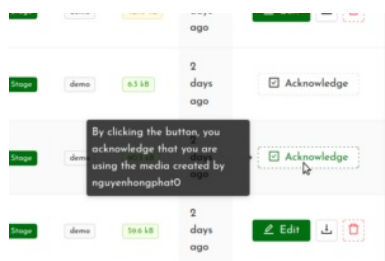 Edit
days
ago
Stage
demo
6.5 kB
2
days
ago
Acknowledge
By clicking the button, you
acknowledge that you are
using the media created by
nguyenhongphat0
Stage
Acknowledge
Stage
demo
59.6 kB
2
days
ago
Edit